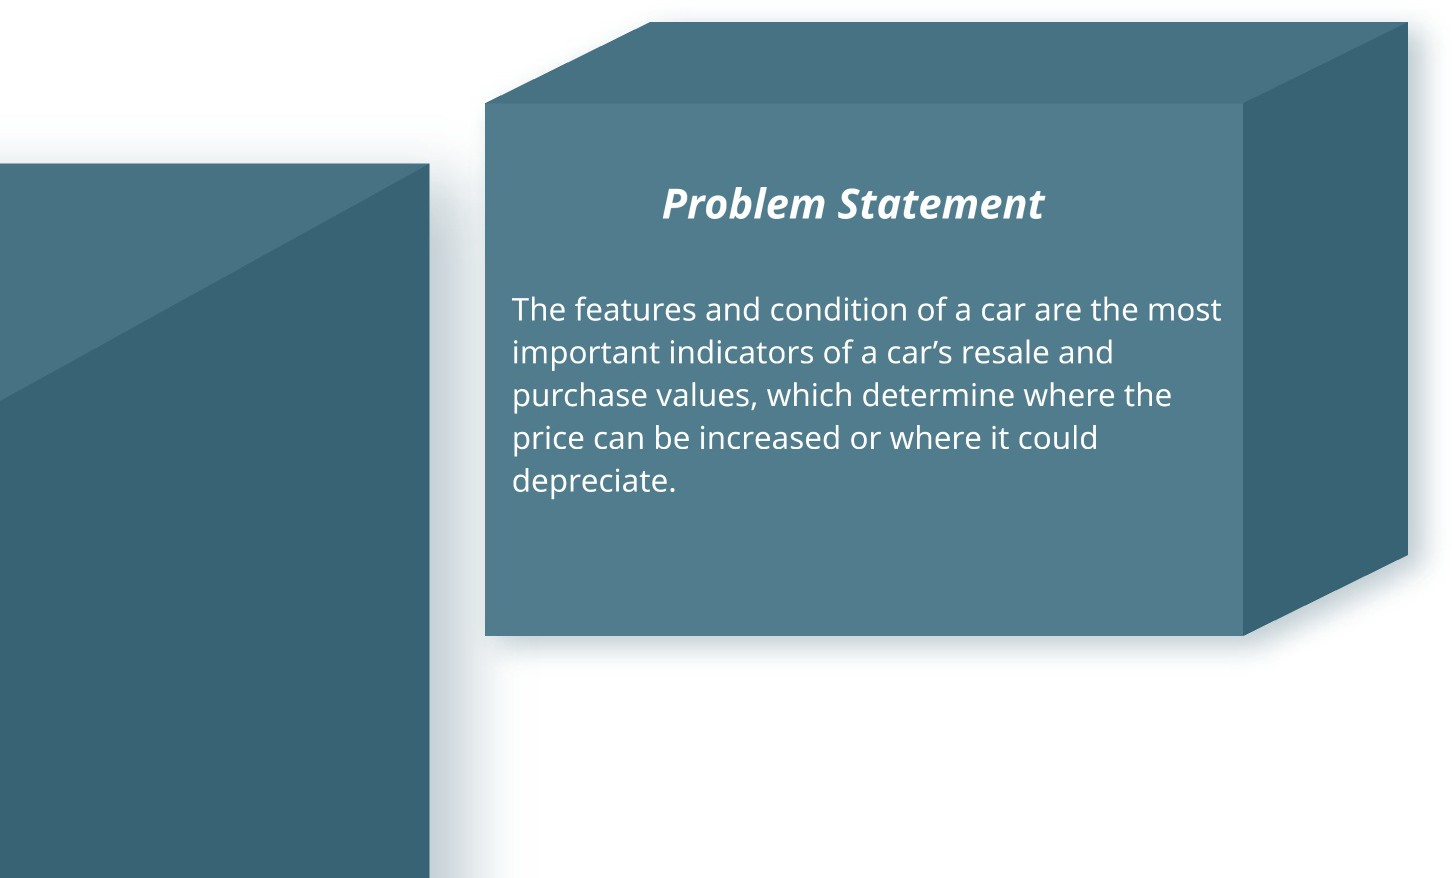 Problem Statement
The features and condition of a car are the most
important indicators of a car’s resale and
purchase values, which determine where the
price can be increased or where it could
depreciate.